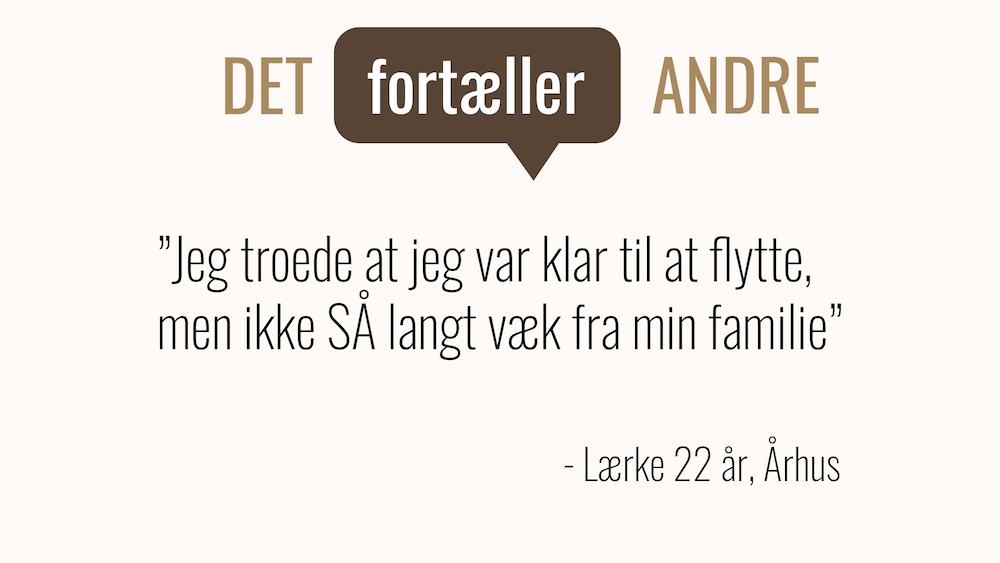 DET fortæller ANDRE
”Jeg troede at jeg var klar til at flytte,
men ikke SÅ langt væk fra min familie”
- Lærke 22 år, Århus